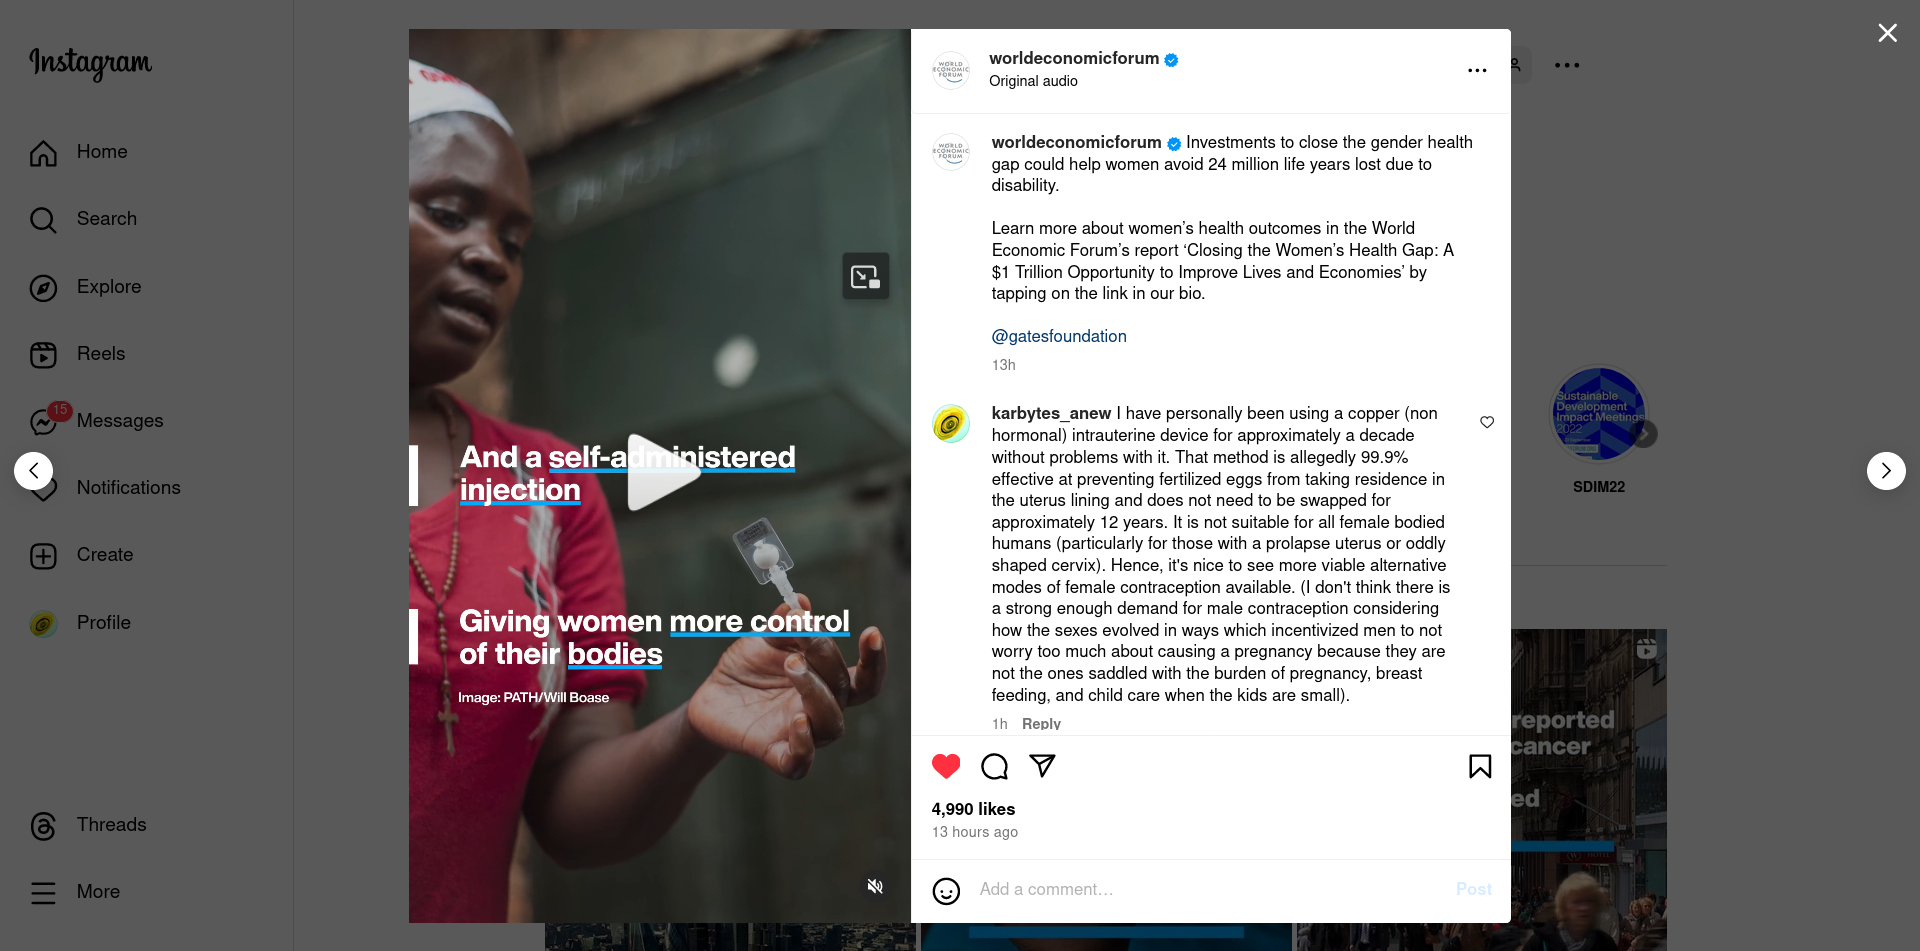 Instagram
Home
Search
Explore
Reels
15
Messages
Notifications
Create
Profile
Threads
More
And a self-administered
injection
Giving women more control
of their bodies
Image: PATH/Will Boase
WORLD
ECONOMIC
FORUM
worldeconomicforum
Original audio
WORLD
ECONOMIC
FORUM
worldeconomicforum Investments to close the gender health
gap could help women avoid 24 million life years lost due to
disability.
Learn more about women’s health outcomes in the World
Economic Forum’s report ‘Closing the Women’s Health Gap: A
$1 Trillion Opportunity to Improve Lives and Economies’ by
tapping on the link in our bio.
@gatesfoundation
13h
karbytes_anew I have personally been using a copper (non
hormonal) intrauterine device for approximately a decade
without problems with it. That method is allegedly 99.9%
effective at preventing fertilized eggs from taking residence in
the uterus lining and does not need to be swapped for
approximately 12 years. It is not suitable for all female bodied
humans (particularly for those with a prolapse uterus or oddly
shaped cervix). Hence, it's nice to see more viable alternative
modes of female contraception available. (I don't think there is
a strong enough demand for male contraception considering
how the sexes evolved in ways which incentivized men to not
worry too much about causing a pregnancy because they are
not the ones saddled with the burden of pregnancy, breast
feeding, and child care when the kids are small).
1h Reply
4,990 likes
13 hours ago
Add a comment…
Post
Sustainable
Development
Impact Meetings
2022
SDIM22
reported
cancer
ed
HOTEL